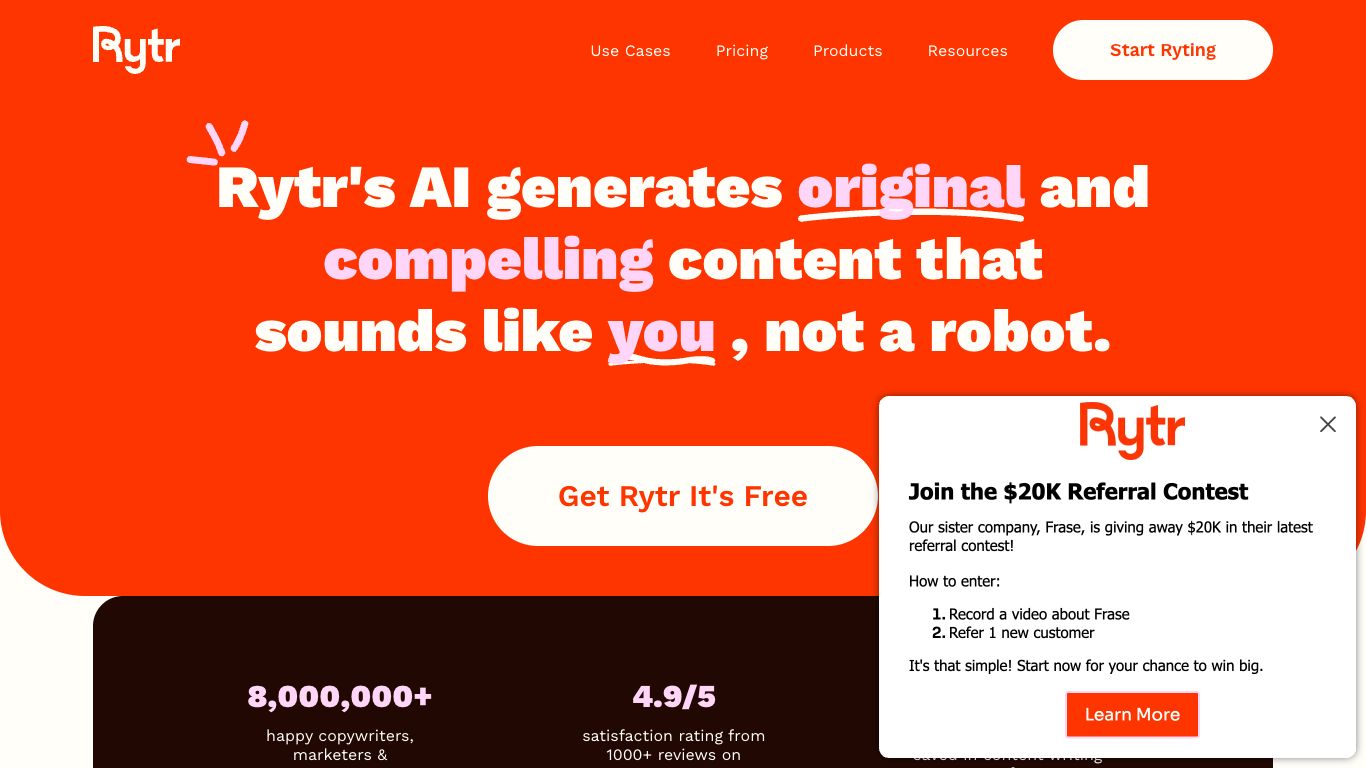 Rytr
Use Cases
Pricing
Products
Resources
Start Ryting
Rytr's AI generates original and
compelling content that
sounds like you , not a robot.
Get Rytr It's Free
8,000,000+
happy copywriters,
marketers &
4.9/5
satisfaction rating from
1000+ reviews on
Rytr
Join the $20K Referral Contest
Our sister company, Frase, is giving away $20K in their latest
referral contest!
How to enter:
1. Record a video about Frase
2. Refer 1 new customer
It's that simple! Start now for your chance to win big.
Learn More